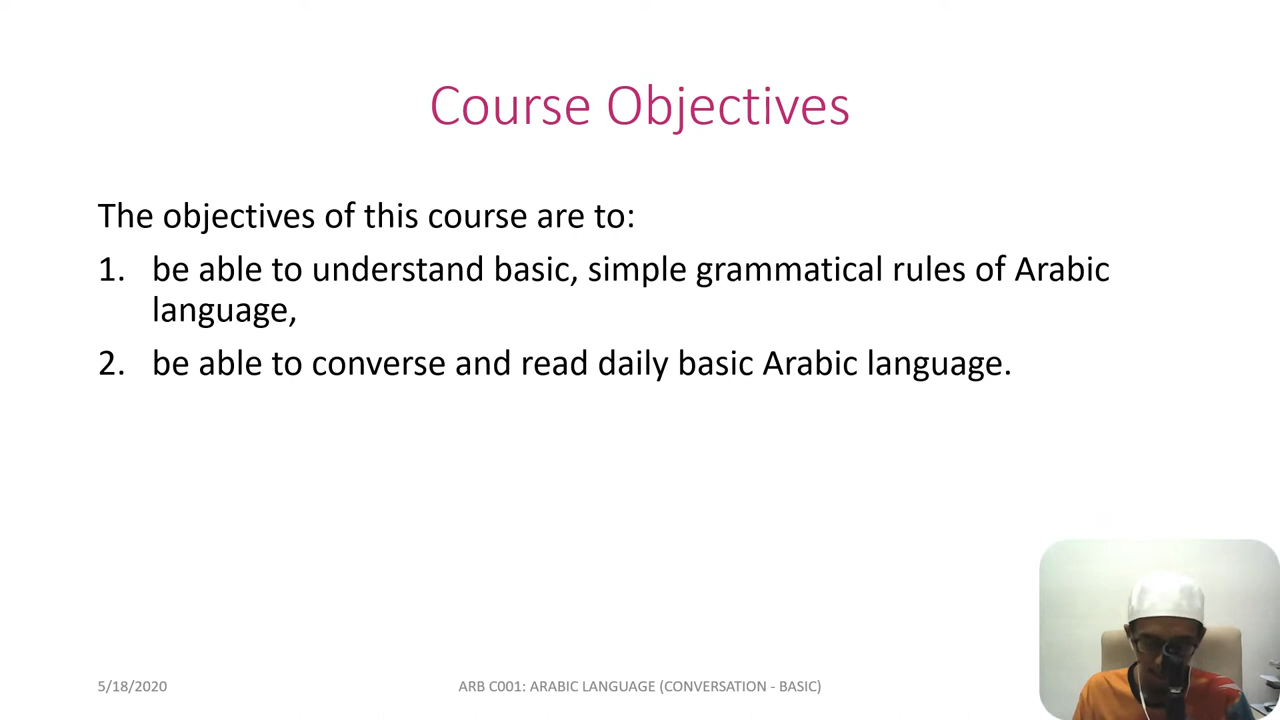 Course Objectives
The objectives of this course are to:
1. be able to understand basic, simple grammatical rules of Arabic
language,
2. be able to converse and read daily basic Arabic language.
5/18/2020
ARB C001: ARABIC LANGUAGE (CONVERSATION - BASIC)